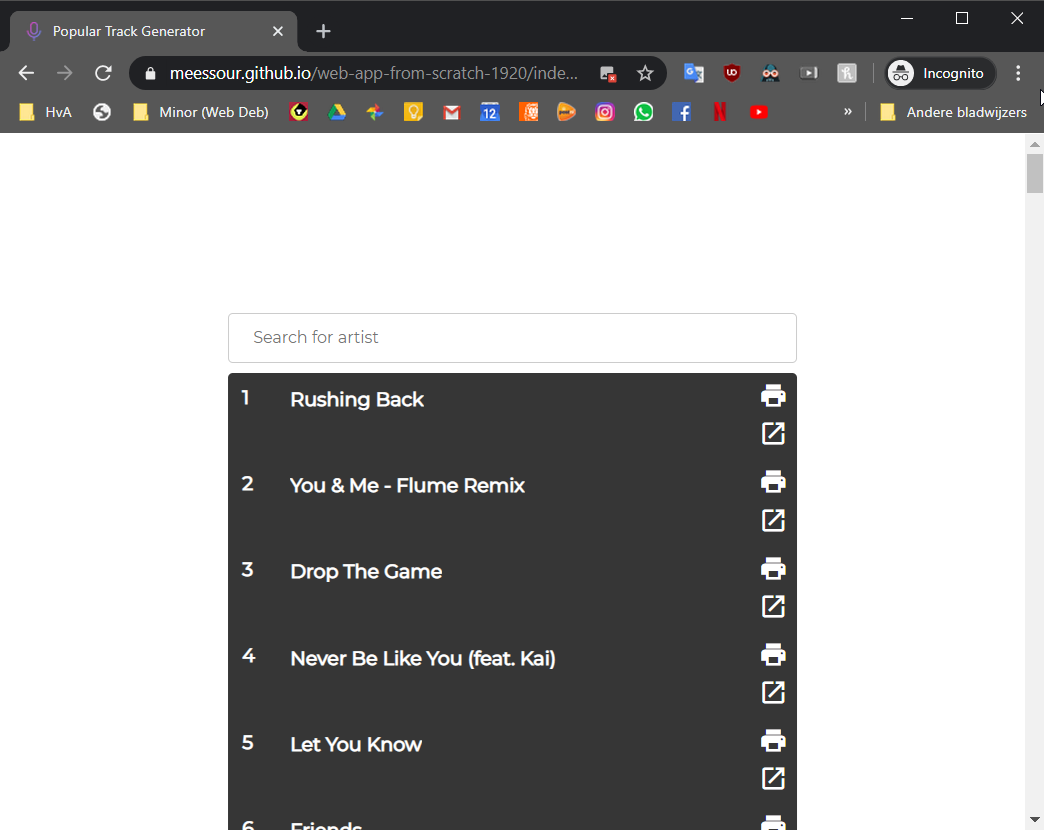 Popular Track Generator
meessour.github.io/web-app-from-scratch-1920/inde...
Incognito
HvA
Minor (Web Deb)
12
»
Andere bladwijzers
Search for artist
1 Rushing Back
2 You & Me - Flume Remix
3 Drop The Game
4 Never Be Like You (feat. Kai)
5 Let You Know
6 Friends